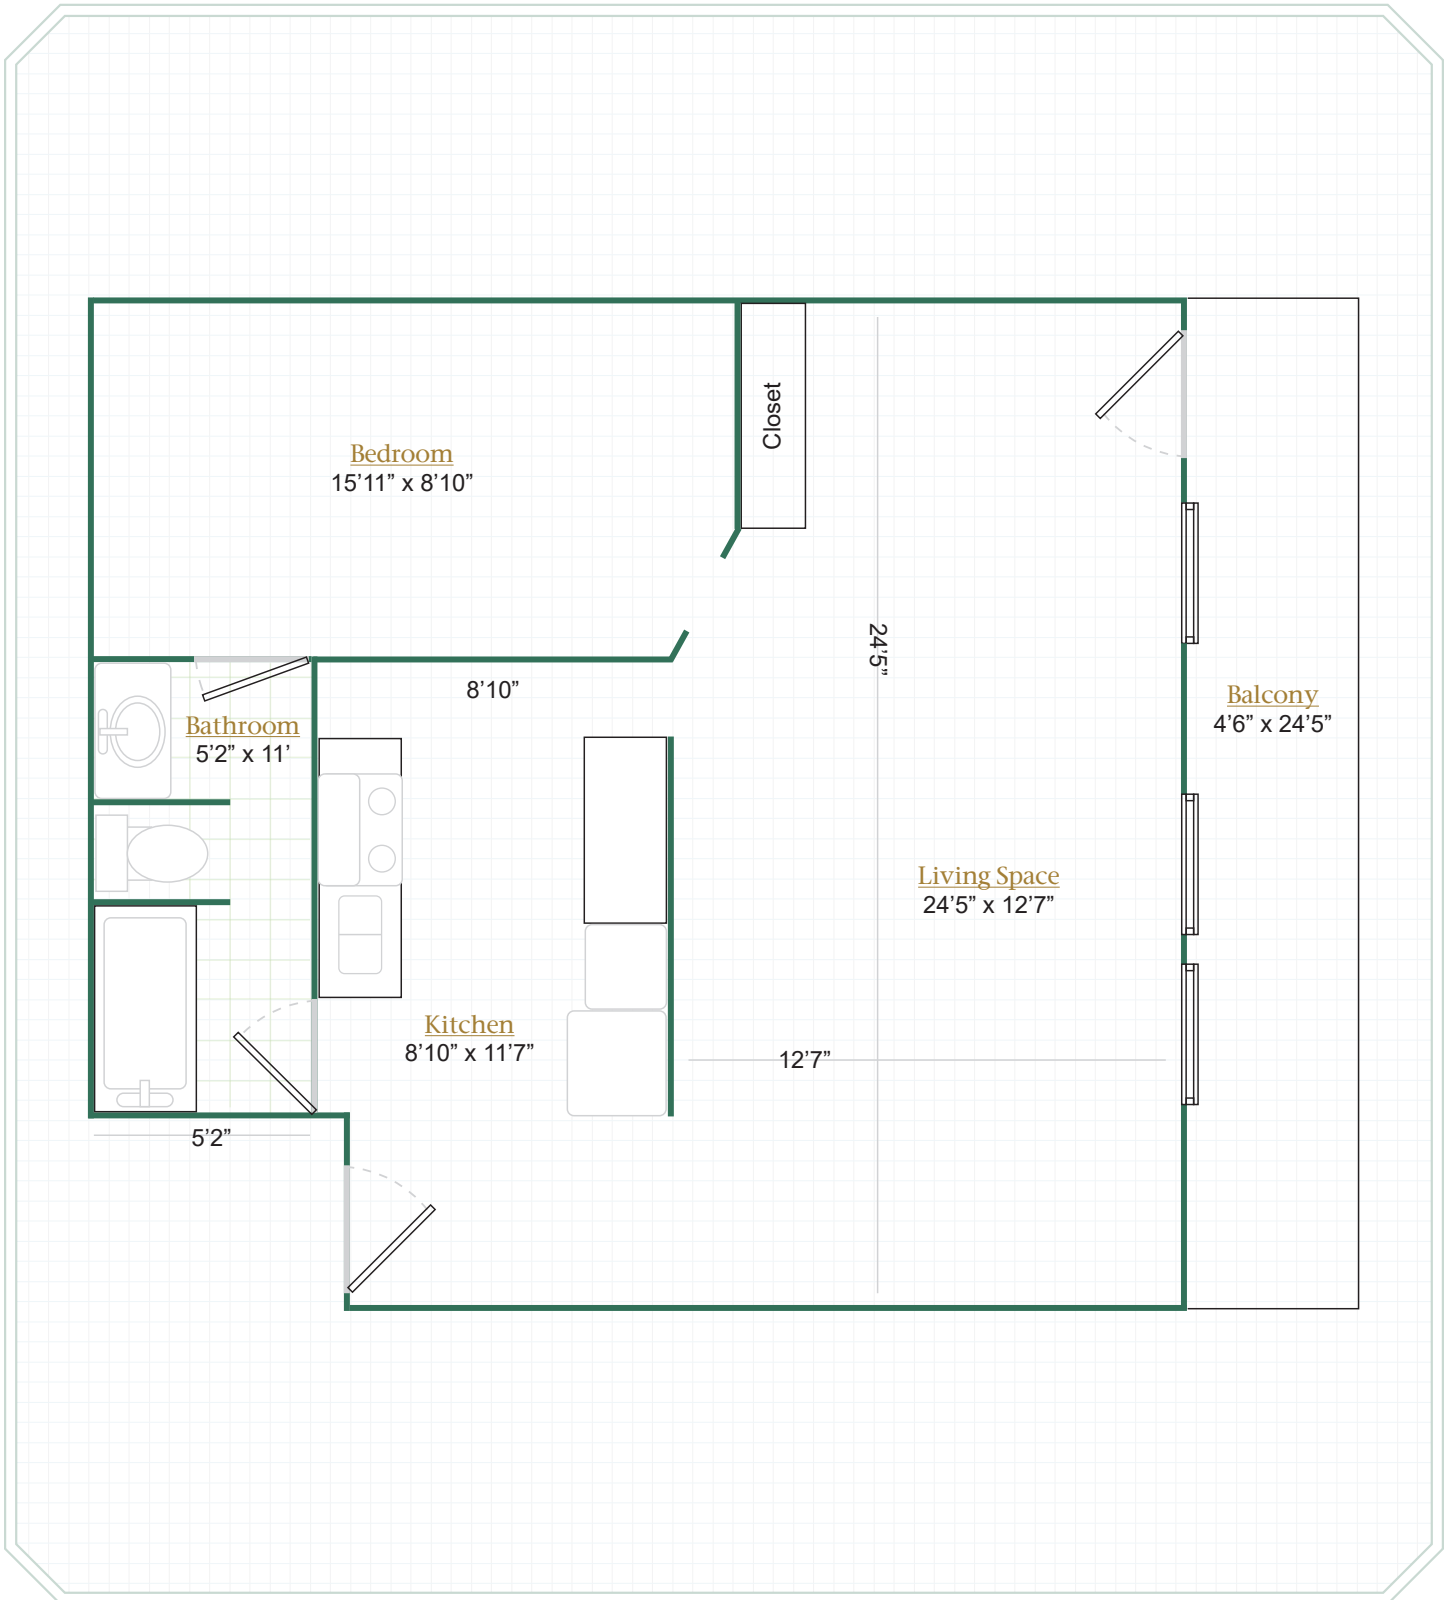 Closet
Bedroom
15’11” x 8’10”
24’5”
8’10”
Balcony
4’6” x 24’5”
Bathroom
5’2” x 11’
Living Space
24’5” x 12’7”
Kitchen
8’10” x 11’7”
12’7”
5’2”